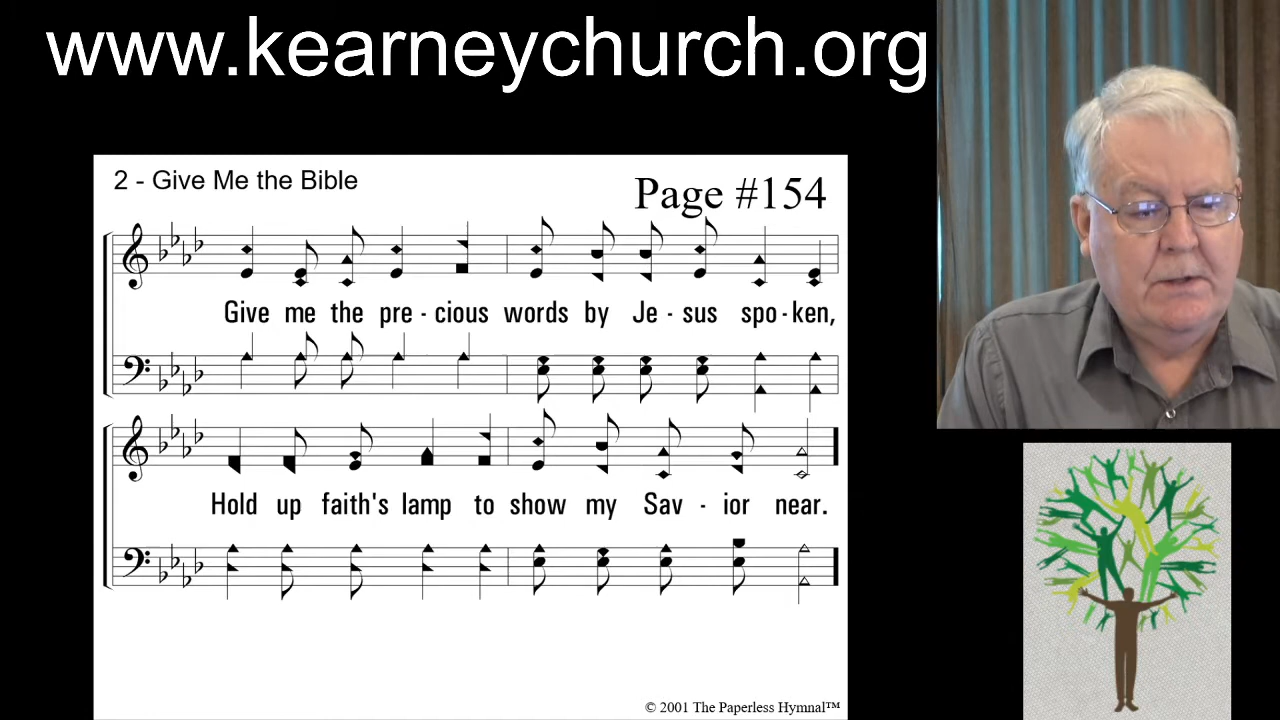 www.kearneychurch.org
2 - Give Me the Bible
Page #154
Give me the pre - cious words by Je - sus spo - ken,
Hold up faith's lamp to show my Sav - ior near.
© 2001 The Paperless Hymnal™